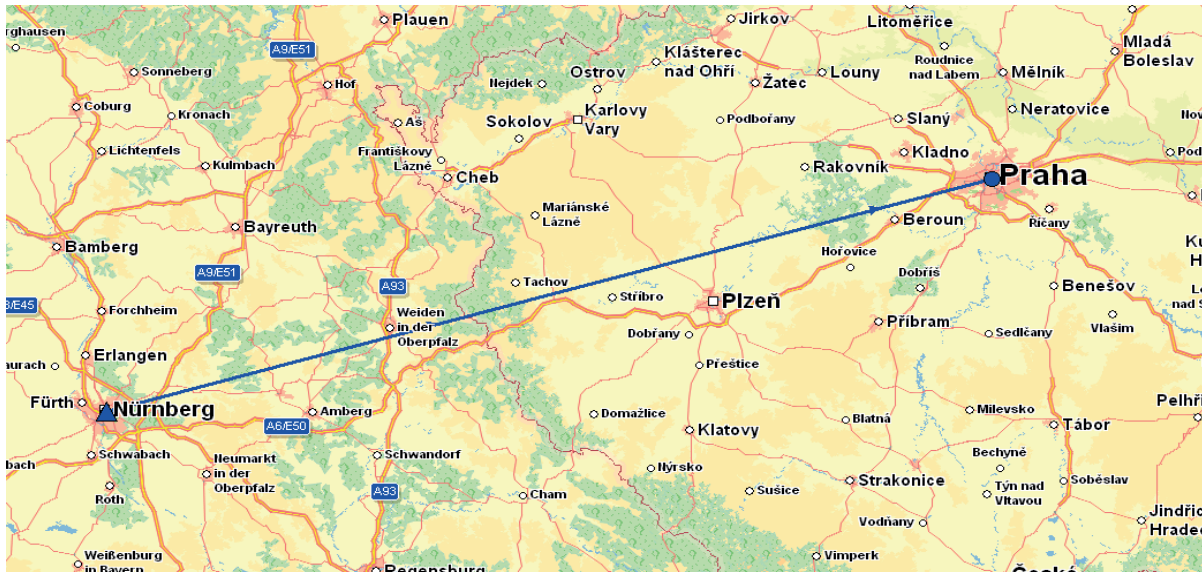 Plauen
Jirkov
Litoměřice
A9/E51
Klášterec
nad Ohří
Roudnice
nad Labem
Mladá
Boleslav
Sonneberg
Hof
Nejdek
Ostrov
Žatec
Louny
Mělník
Coburg
Kronach
Aš
Sokolov
Karlovy
Vary
Podbořany
Slaný
Neratovice
Lichtenfels
Kulmbach
Františkovy
Lázně
Cheb
Rakovník
Kladno
Praha
Mariánské
Lázně
Bayreuth
Beroun
Říčany
Bamberg
Hořovice
A9/E51
A93
Tachov
Dobříš
Benešov
Forchheim
Weiden
in der
Oberpfalz
Stříbro
Plzeň
Příbram
Sedlčany
Vlašim
Dobřany
Erlangen
Přeštice
Fürth
Nürnberg
Amberg
Domažlice
Blatná
Milevsko
A6/E50
Klatovy
Tábor
Schwabach
Neumarkt
in der
Oberpfalz
Schwandorf
Bechyně
Nýrsko
Strakonice
Soběslav
Roth
A93
Cham
Sušice
Týn nad
Vltavou
Vodňany
Weißenburg
in Bayern
Regensburg
Vimperk
České